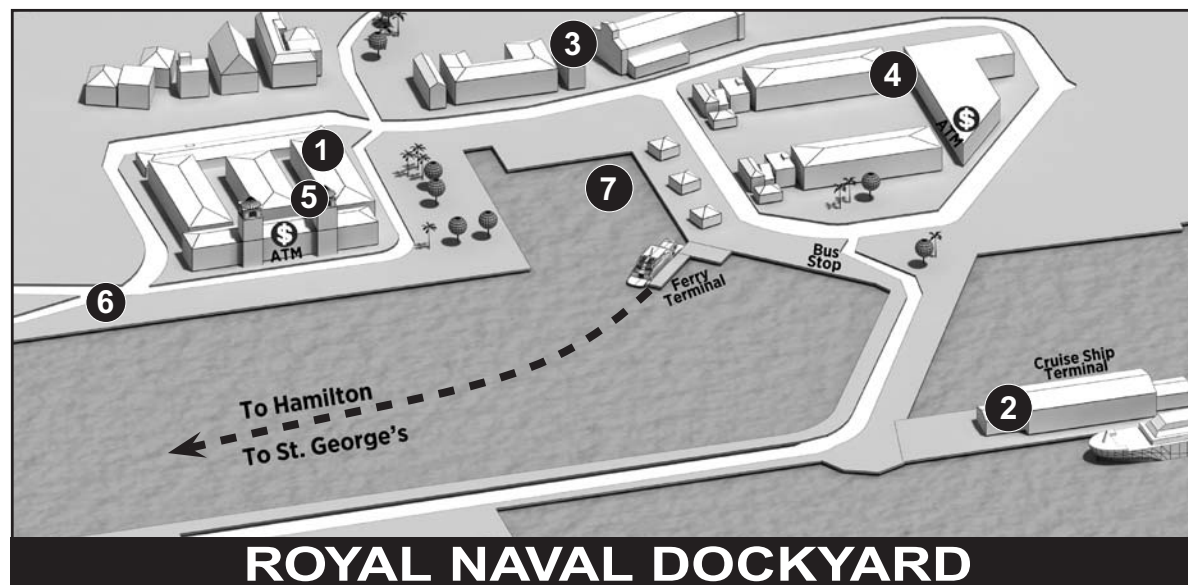 3
4
$
ATM
1
5
7
$
ATM
Bus
Stop
6
Ferry
Terminal
Cruise Ship
Terminal
2
To Hamilton
To St. George's
ROYAL NAVAL DOCKYARD